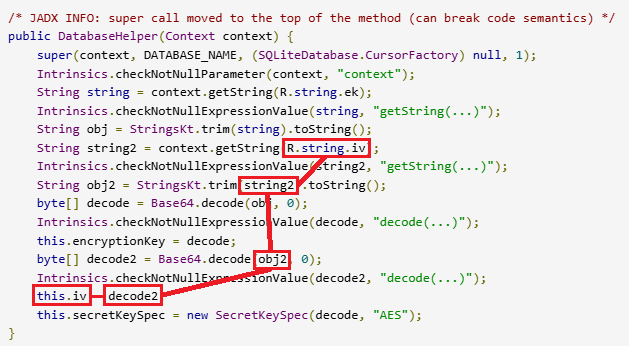 /* JADX INFO: super call moved to the top of the method (can break code semantics) */
public DatabaseHelper(Context context) {
super(context, DATABASE_NAME, (SQLiteDatabase.CursorFactory) null, 1);
Intrinsics.checkNotNullParameter(context, "context");
String string = context.getString(R.string.ek);
Intrinsics.checkNotNullExpressionValue(string, "getString(...)");
String obj = StringsKt.trim(string).toString();
String string2 = context.getString R.string.iv ;
Intrinsics.checkNotNullExpressionValue(string2, "getString(...)");
String obj2 = StringsKt.trim string2 .toString();
byte[] decode = Base64.decode(obj, 0);
Intrinsics.checkNotNullExpressionValue(decode, "decode(...)");
this.encryptionKey = decode;
byte[] decode2 = Base64.decode obj2, 0);
Intrinsics.checkNotNullExpressionValue(decode2, "decode(...)");
this.iv decode2
this.secretKeySpec = new SecretKeySpec(decode, "AES");
}